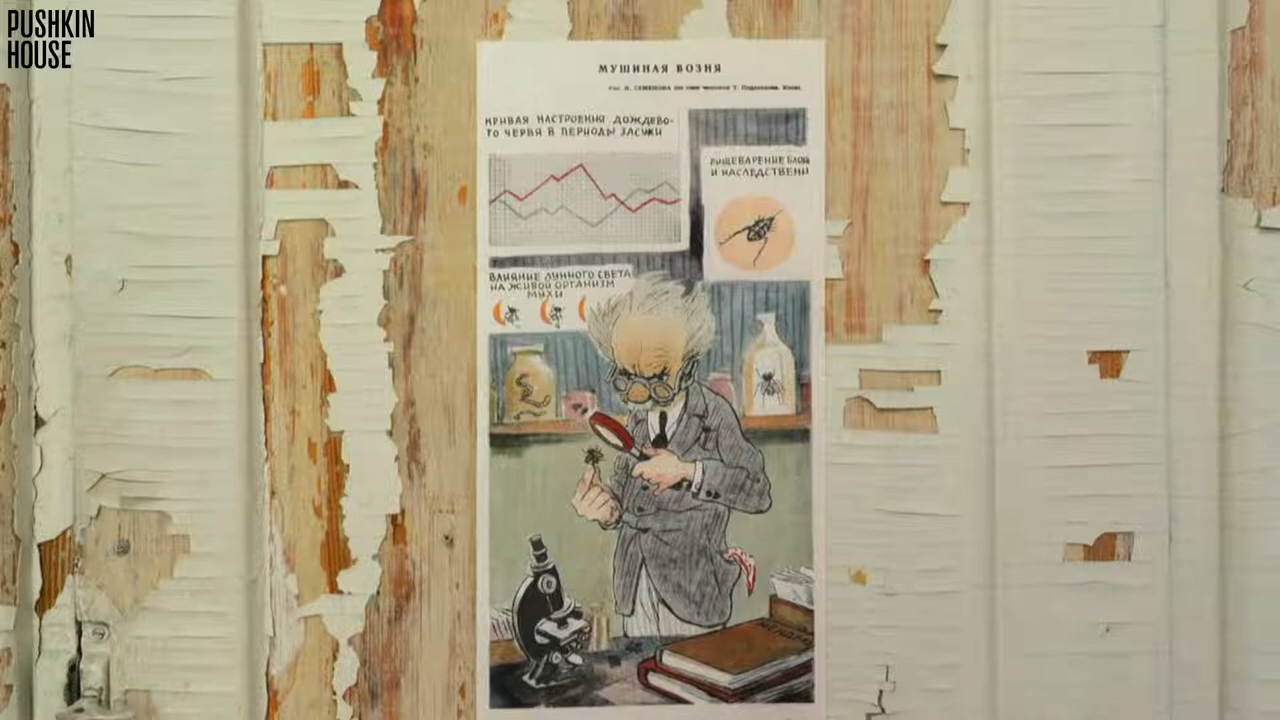 PUSHKIN
HOUSE
МУШИНАЯ ВОЗНЯ
КРИВАЯ НАСТРОЕНИЯ ДОЖДЕВО-
ГО ЧЕРВЯ В ПЕРИОДЫ ЗАСУХИ
ПИЩЕВАРЕНИЕ БЛОХ
И НАСЛЕДСТВЕНН
ВЛИЯНИЕ ЛУННОГО СВЕТА
НА ЖИВОЙ ОРГАНИЗМ
МУХИ